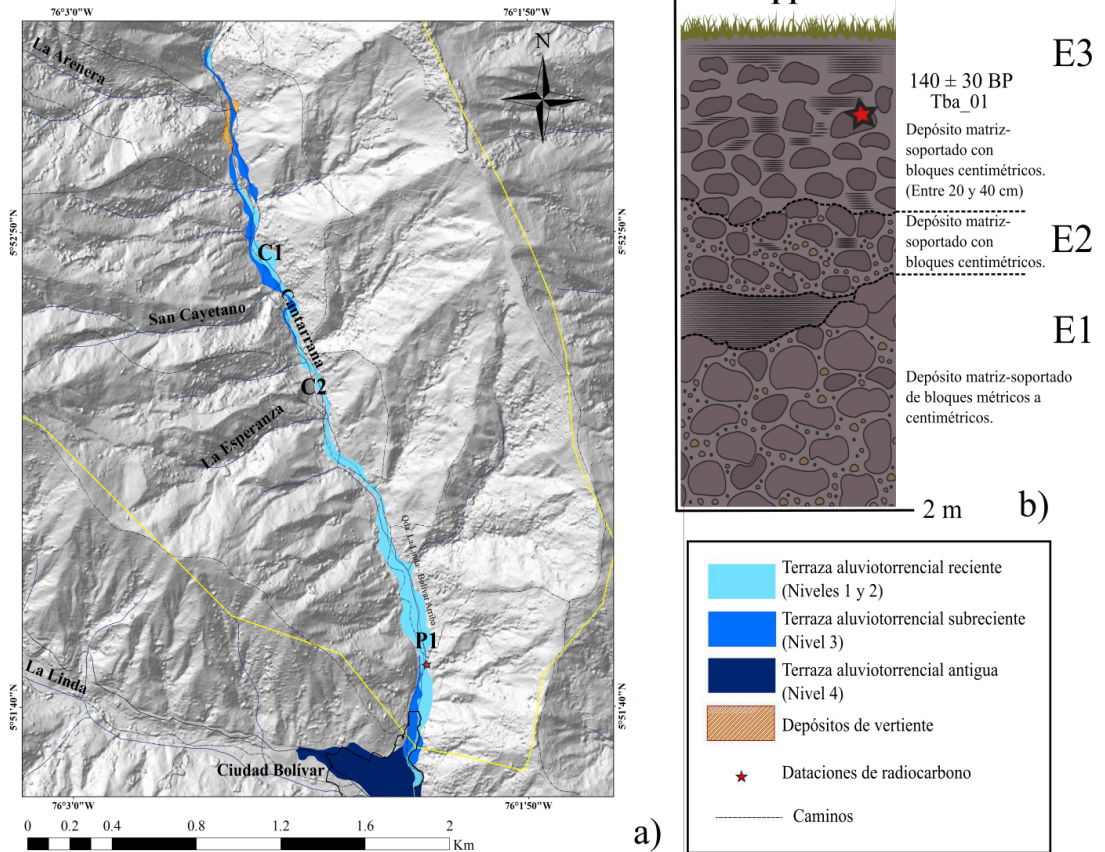 76°3'0"W
76°1'50"W
La Arenera
N
5°52'50"N
5°52'50"N
C1
San Cayetano
Cantarrana
C2
La Esperanza
Qda. La Linda- Bolívar Arriba
P1
La Linda
5°51'40"N
5°51'40"N
Ciudad Bolívar
76°3'0"W
76°1'50"W
0 0.2 0.4 0.8 1.2 1.6 2
Km
a)
E3
140 ± 30 BP
Tba_01
Depósito matriz-
soportado con
bloques centimétricos.
(Entre 20 y 40 cm)
Depósito matriz-
soportado con
bloques centimétricos.
E2
E1
Depósito matriz-soportado
de bloques métricos a
centimétricos.
2 m
b)
Terraza aluviotorrencial reciente
(Niveles 1 y 2)
Terraza aluviotorrencial subreciente
(Nivel 3)
Terraza aluviotorrencial antigua
(Nivel 4)
Depósitos de vertiente
Dataciones de radiocarbono
Caminos